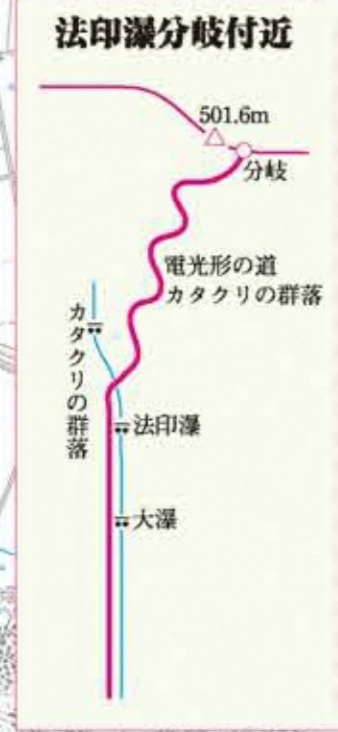 法印瀑分岐付近
501.6m
分岐
電光形の道
カタクリの群落
カタクリの群落
法印瀑
大瀑